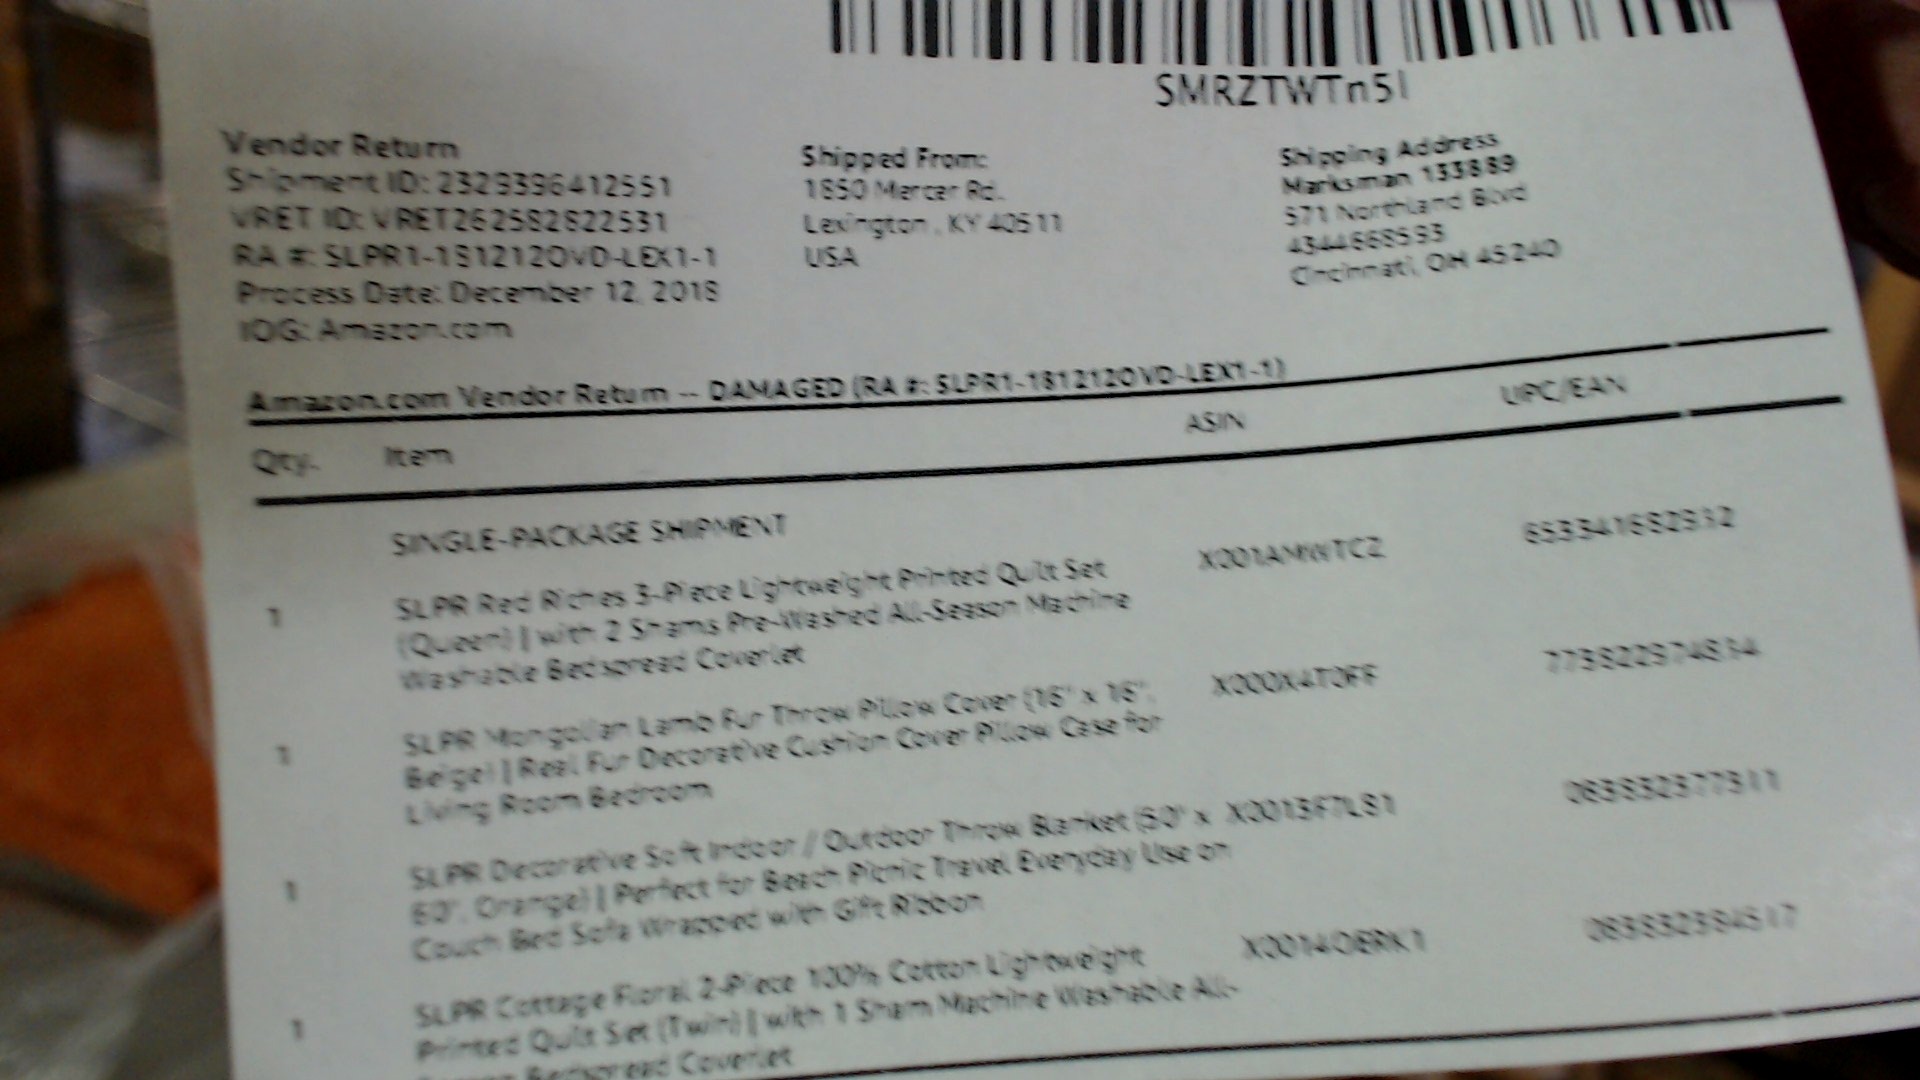 SMRZTWTn5l
Vendor Return
Shipment ID: 2329396412551
VRET ID: VRET262582822531
RA #: SLPR1-181212OVD-LEX1-1
Process Date: December 12, 2018
IOG: Amazon.com
Shipped From:
1850 Mercer Rd.
Lexington, KY 40511
USA
Shipping Address
Marksman 133889
571 Northland Blvd
4344668593
Cincinnati, OH 45240
Amazon.com Vendor Return -- DAMAGED (RA #: SLPR1-181212OVD-LEX1-1)
Qty. Item ASIN UPC/EAN
SINGLE-PACKAGE SHIPMENT
1 SLPR Red Riches 3-Piece Lightweight Printed Quilt Set X001AMWTCZ
(Queen) | with 2 Shams Pre-Washed All-Season Machine
Washable Bedspread Coverlet
1 SLPR Mongolian Lamb Fur Throw Pillow Cover (16" x 16", X000X4T0FF
Beige) | Real Fur Decorative Cushion Cover Pillow Case for
Living Room Bedroom
1 SLPR Decorative Soft Indoor / Outdoor Throw Blanket (50" x
60", Orange) | Perfect for Beach Picnic Travel Everyday Use on
Couch Bed Sofa Wrapped with Gift Ribbon
1 SLPR Cottage Floral 2-Piece 100% Cotton Lightweight
Printed Quilt Set (Twin) | with 1 Sham Machine Washable All-
Bedspread Coverlet